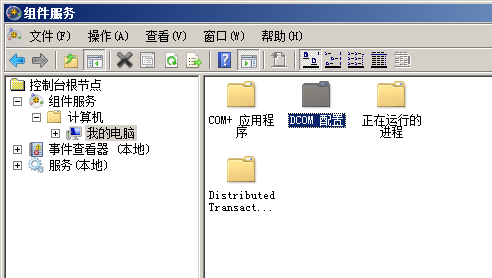 组件服务
文件(F) 操作(A) 查看(V) 窗口(W) 帮助(H)
控制台根节点
组件服务
计算机
我的电脑
事件查看器 (本地)
服务(本地)
COM+ 应用程
序
DCOM 配置
正在运行的
进程
Distributed
Transact...